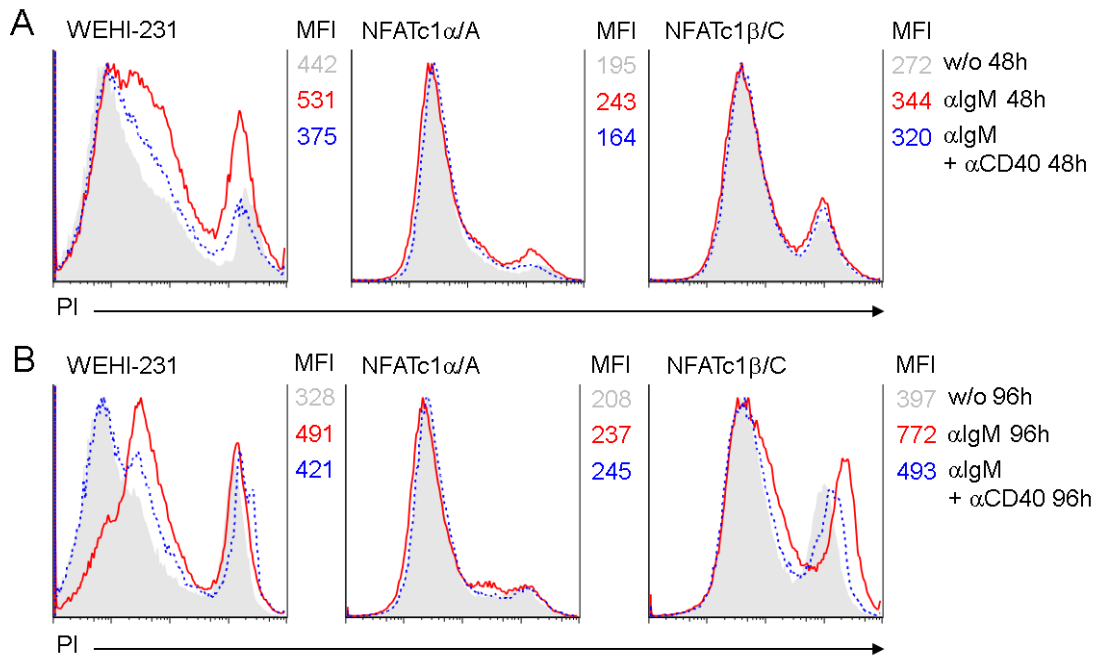 A
WEHI-231 MFI NFATc1α/A MFI NFATc1β/C MFI
442 195 272 w/o 48h
531 243 344 αIgM 48h
375 164 320 αIgM
+ αCD40 48h
PI
B
WEHI-231 MFI NFATc1α/A MFI NFATc1β/C MFI
328 208 397 w/o 96h
491 237 772 αIgM 96h
421 245 493 αIgM
+ αCD40 96h
PI